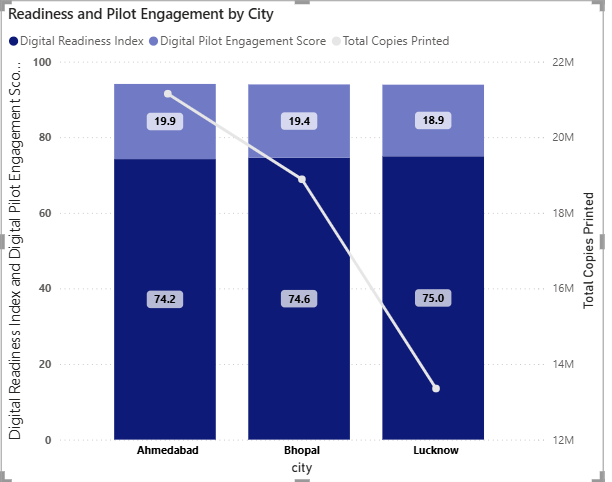 Readiness and Pilot Engagement by City
Digital Readiness Index Digital Pilot Engagement Score Total Copies Printed
Digital Readiness Index and Digital Pilot Engagement Sco...
100
80
60
40
20
0
19.9
19.4
18.9
74.2
74.6
75.0
22M
20M
18M
16M
14M
12M
Total Copies Printed
Ahmedabad Bhopal Lucknow
city